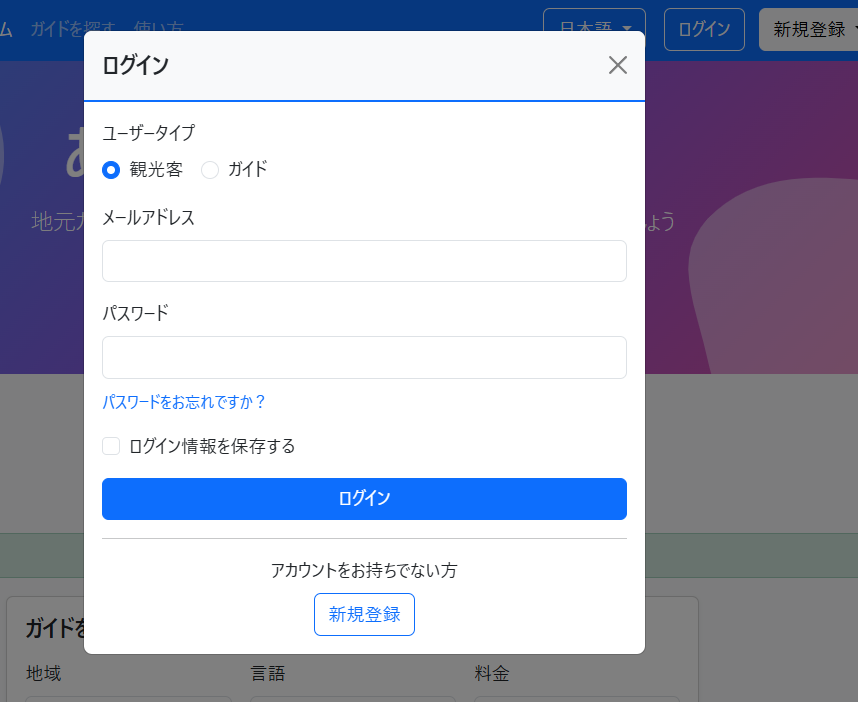 ム ガイドを探す 使い方 日本語 ログイン 新規登録
ログイン
ユーザータイプ
観光客 ガイド
メールアドレス
パスワード
パスワードをお忘れですか？
ログイン情報を保存する
ログイン
アカウントをお持ちでない方
新規登録
あ
地元
ょう
ガイドを
地域 言語 料金